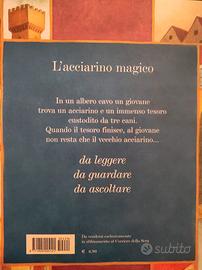 L'acciarino magico
In un albero cavo un giovane
trova un acciarino e un immenso tesoro
custodito da tre cani.
Quando il tesoro finisce, al giovane
non resta che il vecchio acciarino...
da leggere
da guardare
da ascoltare
Da vendersi esclusivamente
in abbinamento al Corriere della Sera
subito